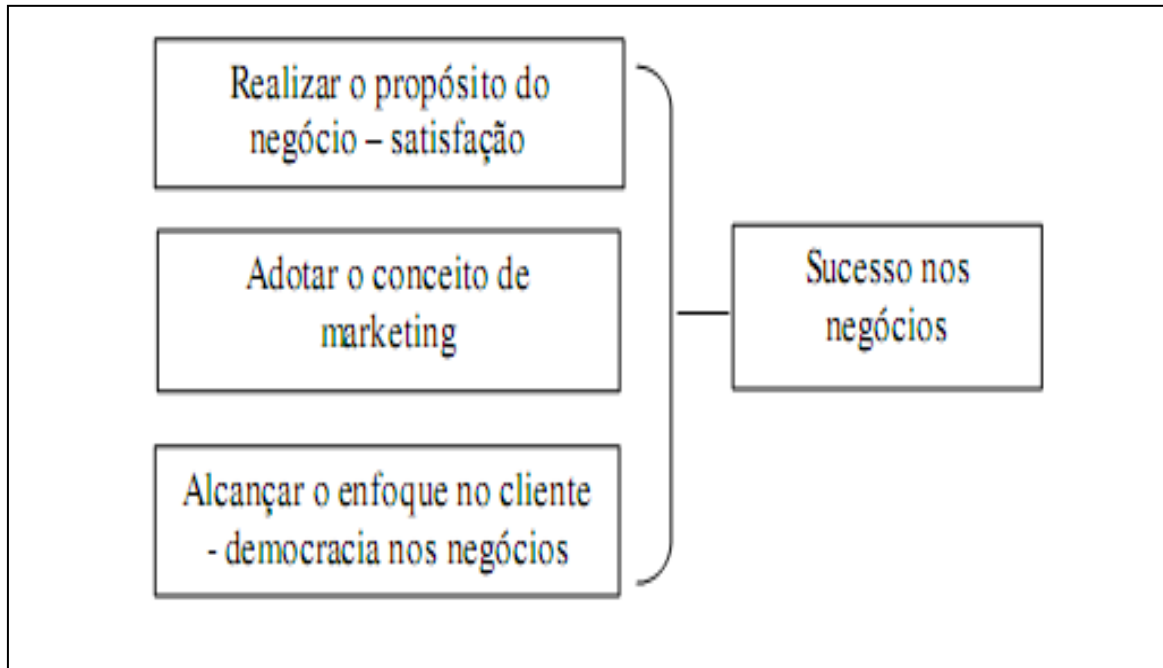 Realizar o propósito do
negócio – satisfação
Adotar o conceito de
marketing
Alcançar o enfoque no cliente
- democracia nos negócios
Sucesso nos
negócios